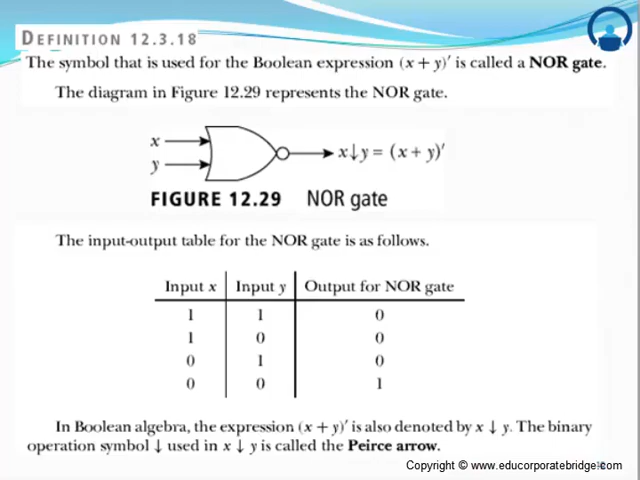 DEFINITION 12.3.18
The symbol that is used for the Boolean expression (x + y)′ is called a NOR gate.
The diagram in Figure 12.29 represents the NOR gate.
x
y
x↓y = (x + y)′
FIGURE 12.29 NOR gate
The input-output table for the NOR gate is as follows.
Input x Input y Output for NOR gate
1 1 0
1 0 0
0 1 0
0 0 1
In Boolean algebra, the expression (x + y)′ is also denoted by x ↓ y. The binary
operation symbol ↓ used in x ↓ y is called the Peirce arrow.
Copyright © www.educorporatebridge.com